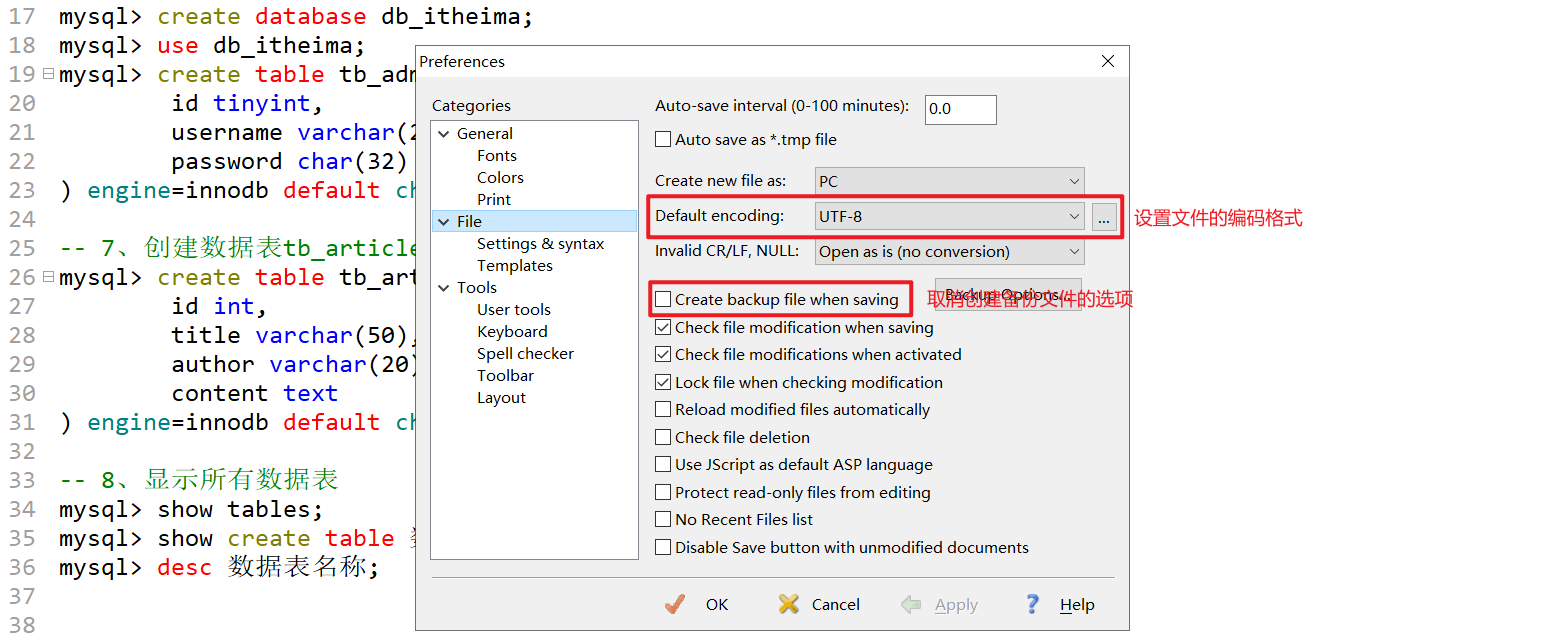 17 mysql> create database db_itheima;
18 mysql> use db_itheima;
19 mysql> create table tb_adm
20 id tinyint,
21 username varchar(2
22 password char(32)
23 ) engine=innodb default ch
24
25 -- 7、创建数据表tb_article
26 mysql> create table tb_art
27 id int,
28 title varchar(50),
29 author varchar(20)
30 content text
31 ) engine=innodb default ch
32
33 -- 8、显示所有数据表
34 mysql> show tables;
35 mysql> show create table
36 mysql> desc 数据表名称;
37
38
Preferences
Categories
General
Fonts
Colors
Print
File
Settings & syntax
Templates
Tools
User tools
Keyboard
Spell checker
Toolbar
Layout
Auto-save interval (0-100 minutes): 0.0
Auto save as *.tmp file
Create new file as: PC
Default encoding: UTF-8 ...
设置文件的编码格式
Invalid CR/LF, NULL: Open as is (no conversion)
Create backup file when saving
Backup Options...
取消创建备份文件的选项
Check file modification when saving
Check file modifications when activated
Lock file when checking modification
Reload modified files automatically
Check file deletion
Use JScript as default ASP language
Protect read-only files from editing
No Recent Files list
Disable Save button with unmodified documents
OK Cancel Apply Help